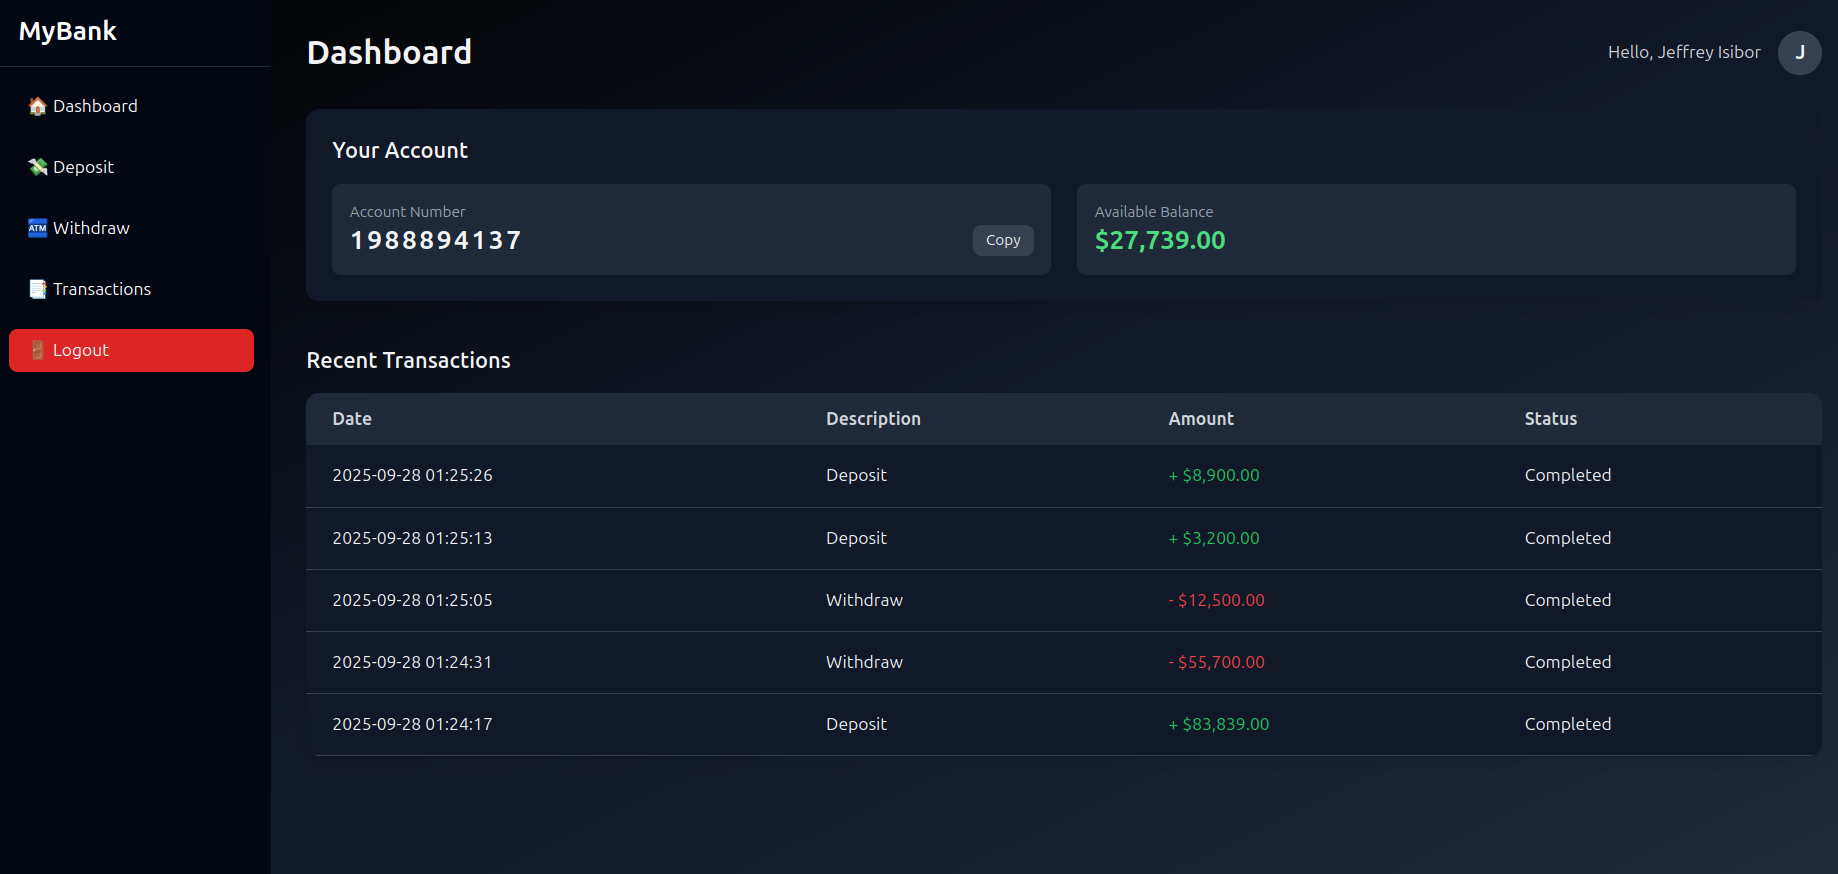 MyBank
🏠 Dashboard
💸 Deposit
🏧 Withdraw
📑 Transactions
🚪 Logout
Dashboard
Hello, Jeffrey Isibor
J
Your Account
Account Number
1988894137
Copy
Available Balance
$27,739.00
Recent Transactions
Date Description Amount Status
2025-09-28 01:25:26 Deposit + $8,900.00 Completed
2025-09-28 01:25:13 Deposit + $3,200.00 Completed
2025-09-28 01:25:05 Withdraw - $12,500.00 Completed
2025-09-28 01:24:31 Withdraw - $55,700.00 Completed
2025-09-28 01:24:17 Deposit + $83,839.00 Completed